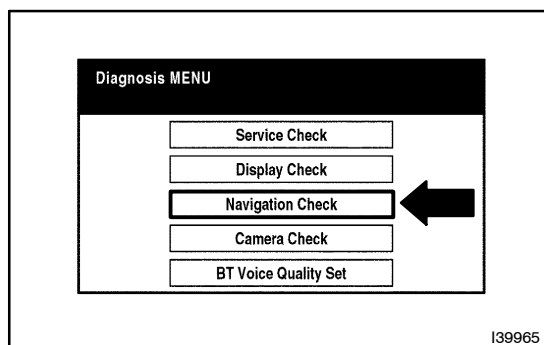 Diagnosis MENU
Service Check
Display Check
Navigation Check
Camera Check
BT Voice Quality Set
I39965